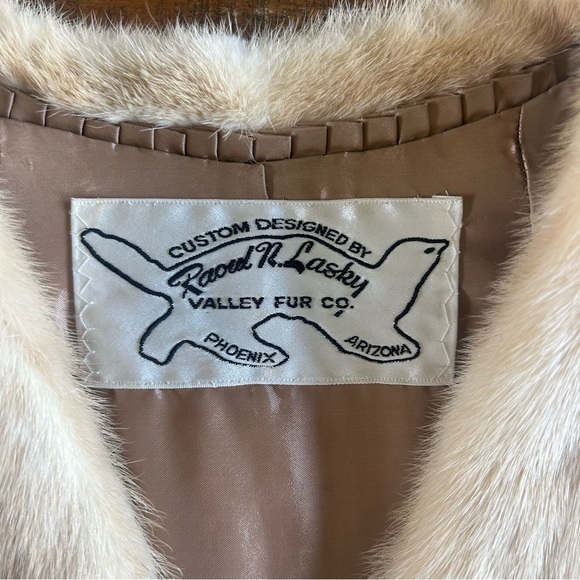 CUSTOM DESIGNED BY
Raoul N. Lasky
VALLEY FUR CO.
PHOENIX ARIZONA